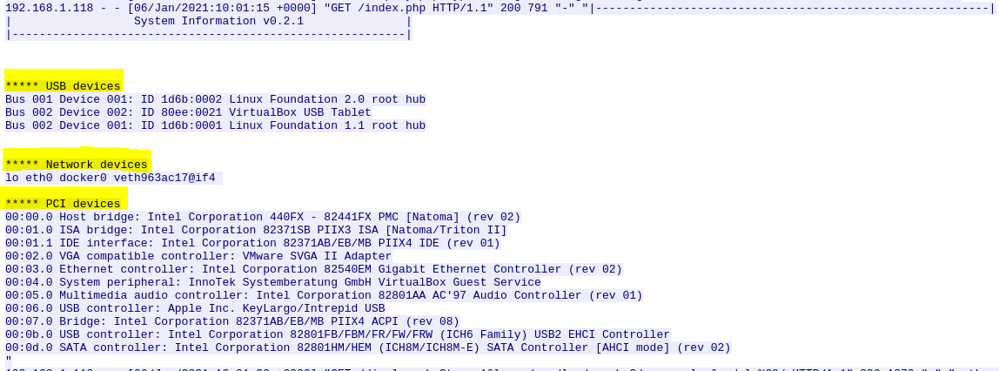 192.168.1.118 - - [06/Jan/2021:10:01:15 +0000] "GET /index.php HTTP/1.1" 200 791 "-" "|----------------------------------------------------------|
| System Information v0.2.1 |
|----------------------------------------------------------|
***** USB devices
Bus 001 Device 001: ID 1d6b:0002 Linux Foundation 2.0 root hub
Bus 002 Device 002: ID 80ee:0021 VirtualBox USB Tablet
Bus 002 Device 001: ID 1d6b:0001 Linux Foundation 1.1 root hub
***** Network devices
lo eth0 docker0 veth963ac17@if4
***** PCI devices
00:00.0 Host bridge: Intel Corporation 440FX - 82441FX PMC [Natoma] (rev 02)
00:01.0 ISA bridge: Intel Corporation 82371SB PIIX3 ISA [Natoma/Triton II]
00:01.1 IDE interface: Intel Corporation 82371AB/EB/MB PIIX4 IDE (rev 01)
00:02.0 VGA compatible controller: VMware SVGA II Adapter
00:03.0 Ethernet controller: Intel Corporation 82540EM Gigabit Ethernet Controller (rev 02)
00:04.0 System peripheral: InnoTek Systemberatung GmbH VirtualBox Guest Service
00:05.0 Multimedia audio controller: Intel Corporation 82801AA AC'97 Audio Controller (rev 01)
00:06.0 USB controller: Apple Inc. KeyLargo/Intrepid USB
00:07.0 Bridge: Intel Corporation 82371AB/EB/MB PIIX4 ACPI (rev 08)
00:0b.0 USB controller: Intel Corporation 82801FB/FBM/FR/FW/FRW (ICH6 Family) USB2 EHCI Controller
00:0d.0 SATA controller: Intel Corporation 82801HM/HEM (ICH8M/ICH8M-E) SATA Controller [AHCI mode] (rev 02)
"